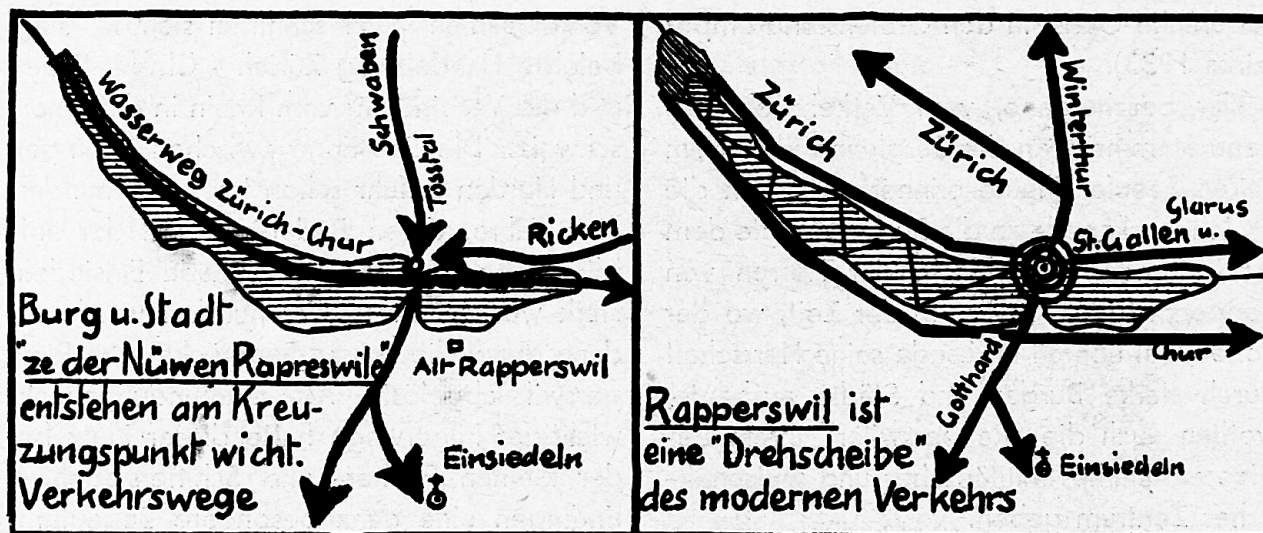 Wasserweg Zürich-Chur
Schwaben
Tösstal
Ricken
Burg u. Stadt
"ze der Nüwen Rapreswile"
entstehen am Kreu-
zungspunkt wicht.
Verkehrswege
Alt-Rapperswil
Einsiedeln
Zürich
Zürich
Winterthur
Glarus
St.Gallen u.
Chur
Gotthard
Rapperswil ist
eine "Drehscheibe"
des modernen Verkehrs
Einsiedeln